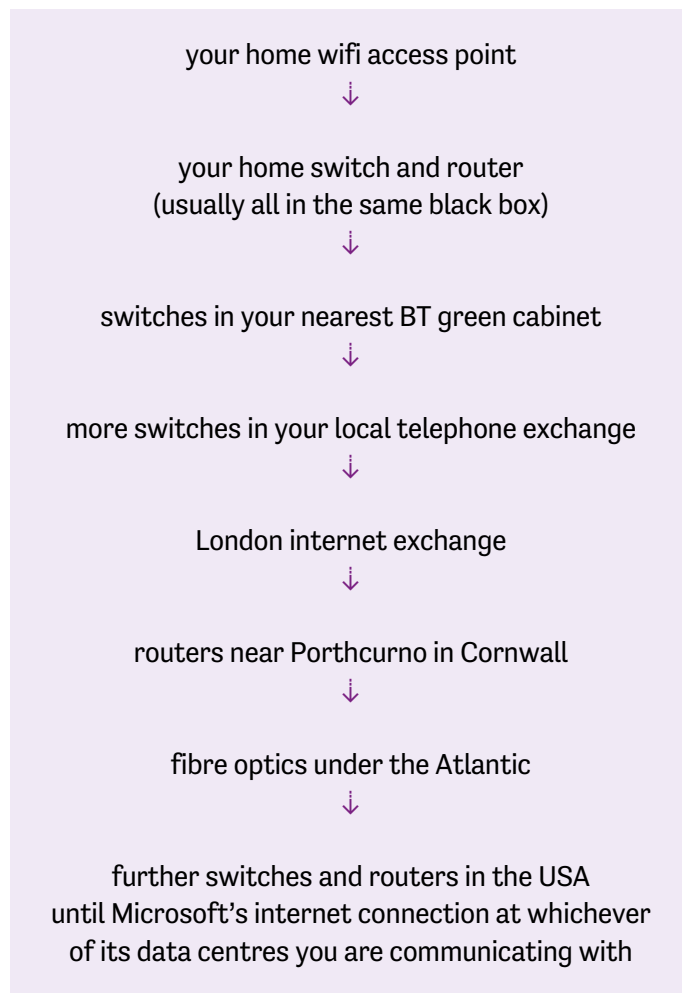 your home wifi access point
↓
your home switch and router
(usually all in the same black box)
↓
switches in your nearest BT green cabinet
↓
more switches in your local telephone exchange
↓
London internet exchange
↓
routers near Porthcurno in Cornwall
↓
fibre optics under the Atlantic
↓
further switches and routers in the USA
until Microsoft’s internet connection at whichever
of its data centres you are communicating with